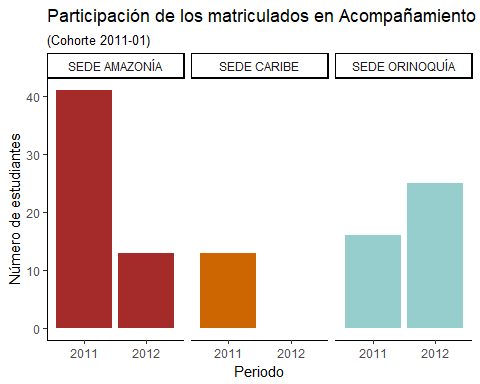 Participación de los matriculados en Acompañamiento
(Cohorte 2011-01)
SEDE AMAZONÍA SEDE CARIBE SEDE ORINOQUÍA
Número de estudiantes
40
30
20
10
0
2011 2012 2011 2012 2011 2012
Periodo